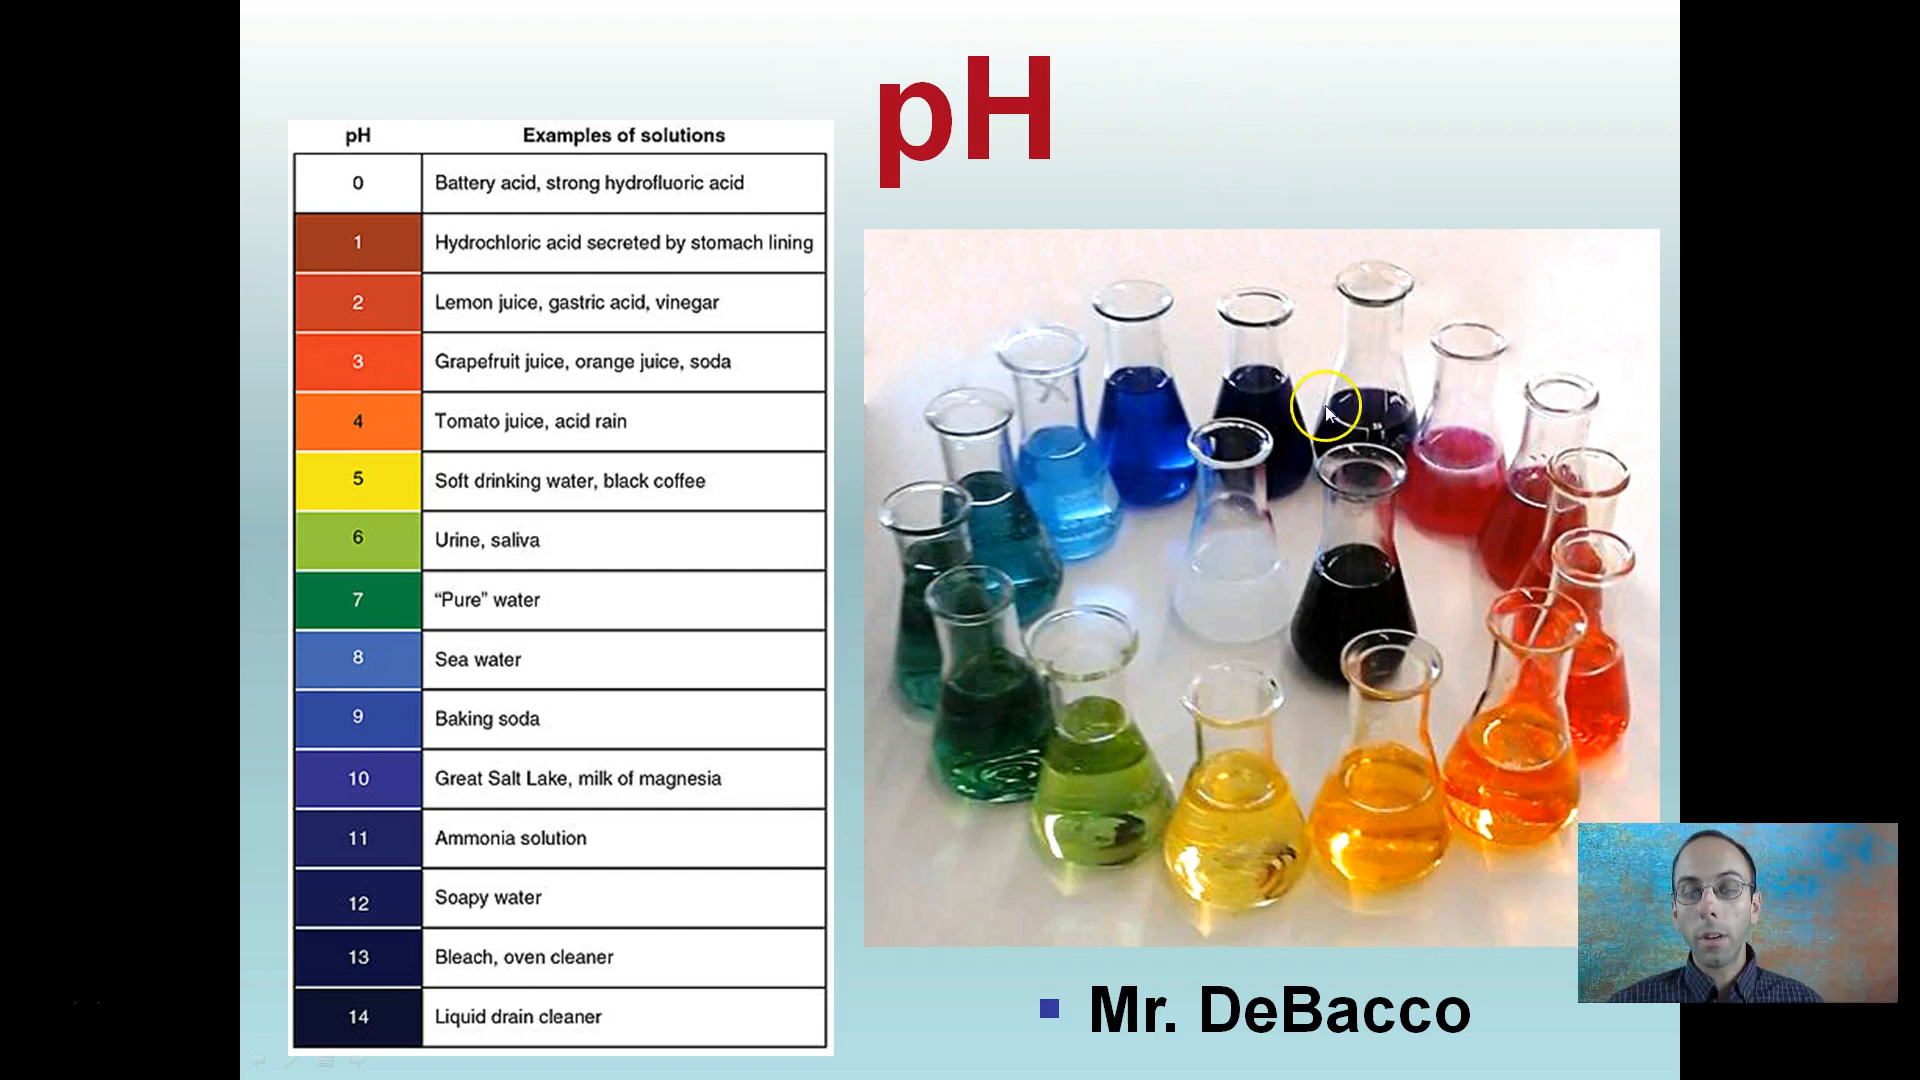 pH
pH Examples of solutions
0 Battery acid, strong hydrofluoric acid
1 Hydrochloric acid secreted by stomach lining
2 Lemon juice, gastric acid, vinegar
3 Grapefruit juice, orange juice, soda
4 Tomato juice, acid rain
5 Soft drinking water, black coffee
6 Urine, saliva
7 “Pure” water
8 Sea water
9 Baking soda
10 Great Salt Lake, milk of magnesia
11 Ammonia solution
12 Soapy water
13 Bleach, oven cleaner
14 Liquid drain cleaner
Mr. DeBacco